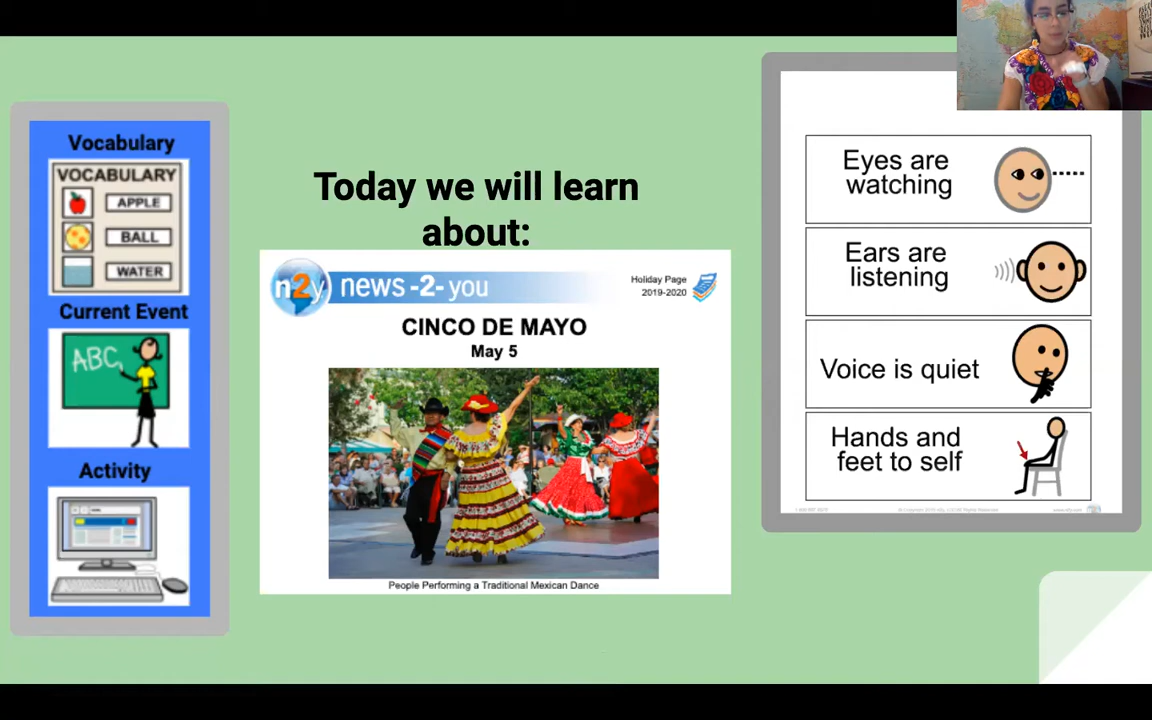 Vocabulary
VOCABULARY
APPLE
BALL
WATER
Current Event
ABC
Activity
Today we will learn
about:
n2y news -2- you
Holiday Page
2019-2020
CINCO DE MAYO
May 5
People Performing a Traditional Mexican Dance
Eyes are
watching
Ears are
listening
Voice is quiet
Hands and
feet to self